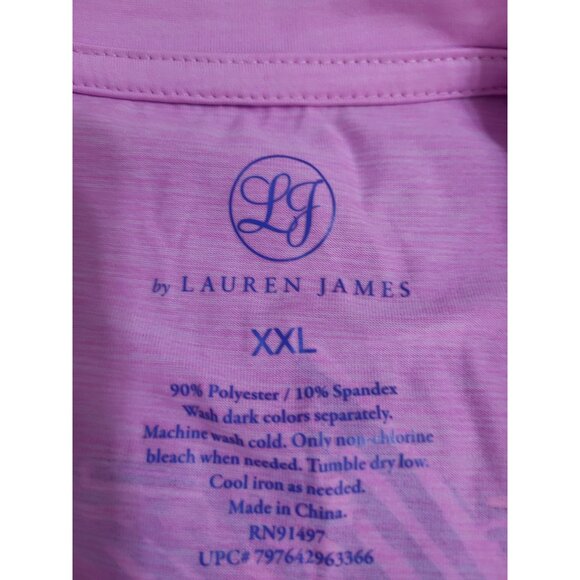 LJ
by LAUREN JAMES
XXL
90% Polyester / 10% Spandex
Wash dark colors separately.
Machine wash cold. Only non-chlorine
bleach when needed. Tumble dry low.
Cool iron as needed.
Made in China.
RN91497
UPC# 797642963366